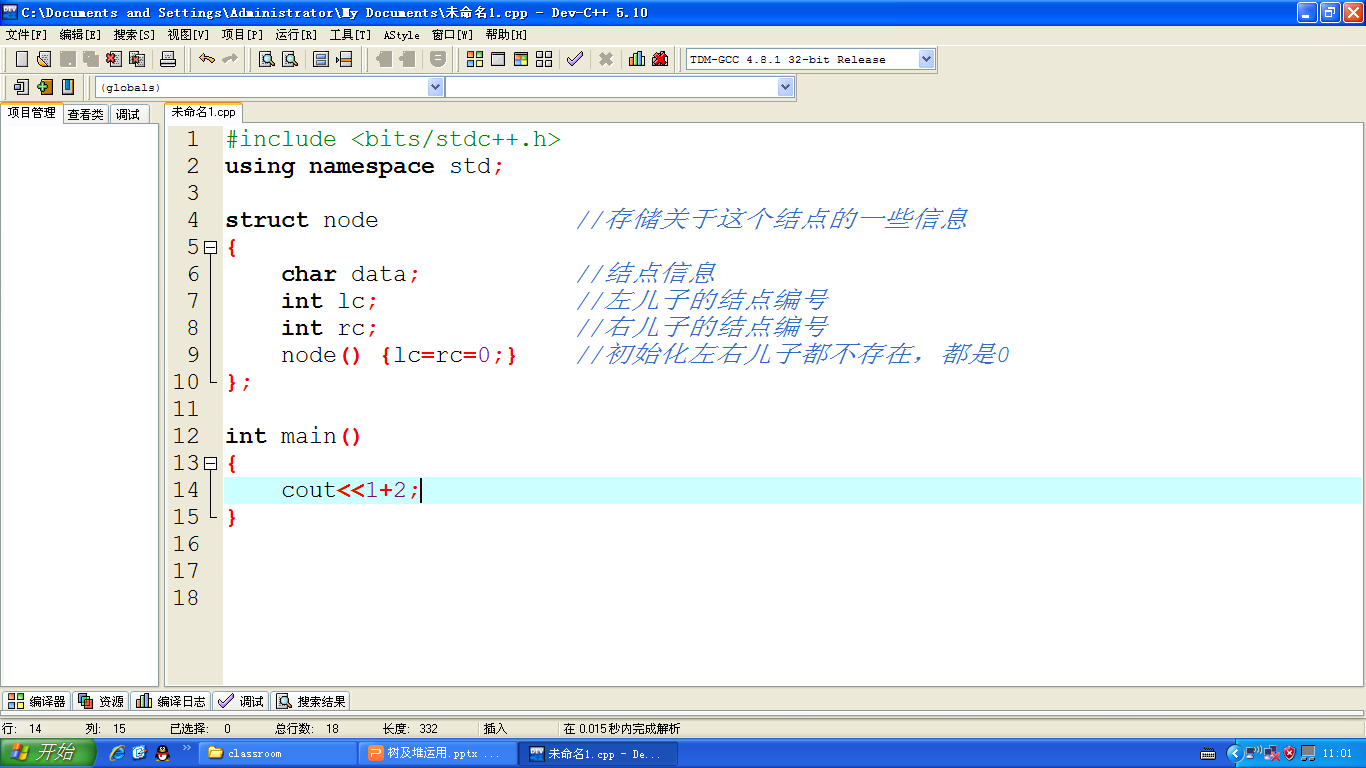 C:\Documents and Settings\Administrator\My Documents\未命名1.cpp - Dev-C++ 5.10
文件[F] 编辑[E] 搜索[S] 视图[V] 项目[P] 运行[R] 工具[T] AStyle 窗口[W] 帮助[H]
TDM-GCC 4.8.1 32-bit Release
(globals)
项目管理 查看类 调试 未命名1.cpp
1 #include <bits/stdc++.h>
2 using namespace std;
3
4 struct node //存储关于这个结点的一些信息
5 {
6 char data; //结点信息
7 int lc; //左儿子的结点编号
8 int rc; //右儿子的结点编号
9 node() {lc=rc=0;} //初始化左右儿子都不存在，都是0
10 };
11
12 int main()
13 {
14 cout<<1+2;
15 }
16
17
18
编译器 资源 编译日志 调试 搜索结果
行: 14 列: 15 已选择: 0 总行数: 18 长度: 332 插入 在 0.015 秒内完成解析
开始 classroom 树及堆运用.pptx ... 未命名1.cpp - De... 11:01